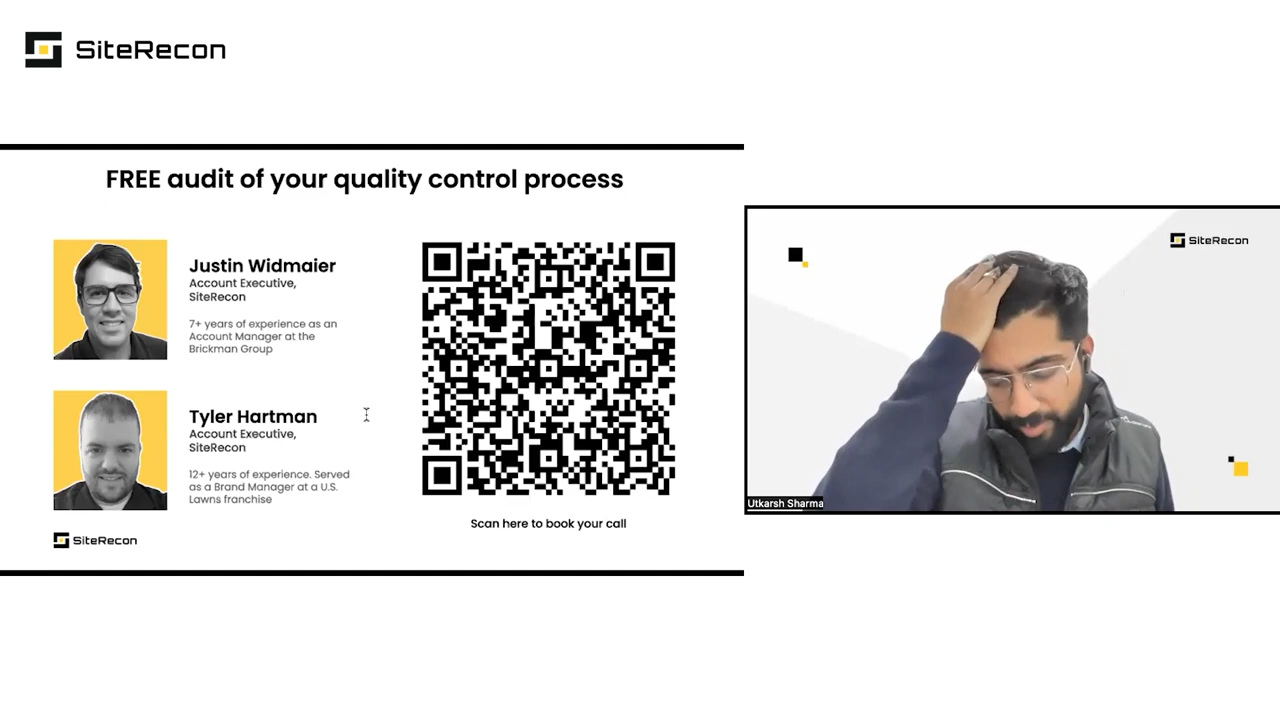 SiteRecon
FREE audit of your quality control process
Justin Widmaier
Account Executive,
SiteRecon
7+ years of experience as an
Account Manager at the
Brickman Group
Tyler Hartman
Account Executive,
SiteRecon
12+ years of experience. Served
as a Brand Manager at a U.S.
Lawns franchise
SiteRecon
Scan here to book your call
SiteRecon
Utkarsh Sharma